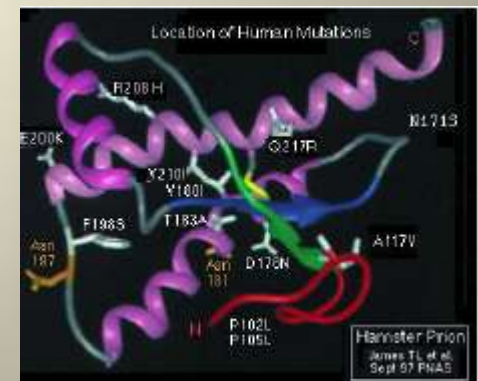 Location of Human Mutations
C
R208H
E200K
N171S
Q217R
V210I
V180I
T183A
F198S
Asn
197
Asn
181
D178N
A117V
N
P102L
P105L
Hamster Prion
James TL et al.
Sept 97 PNAS